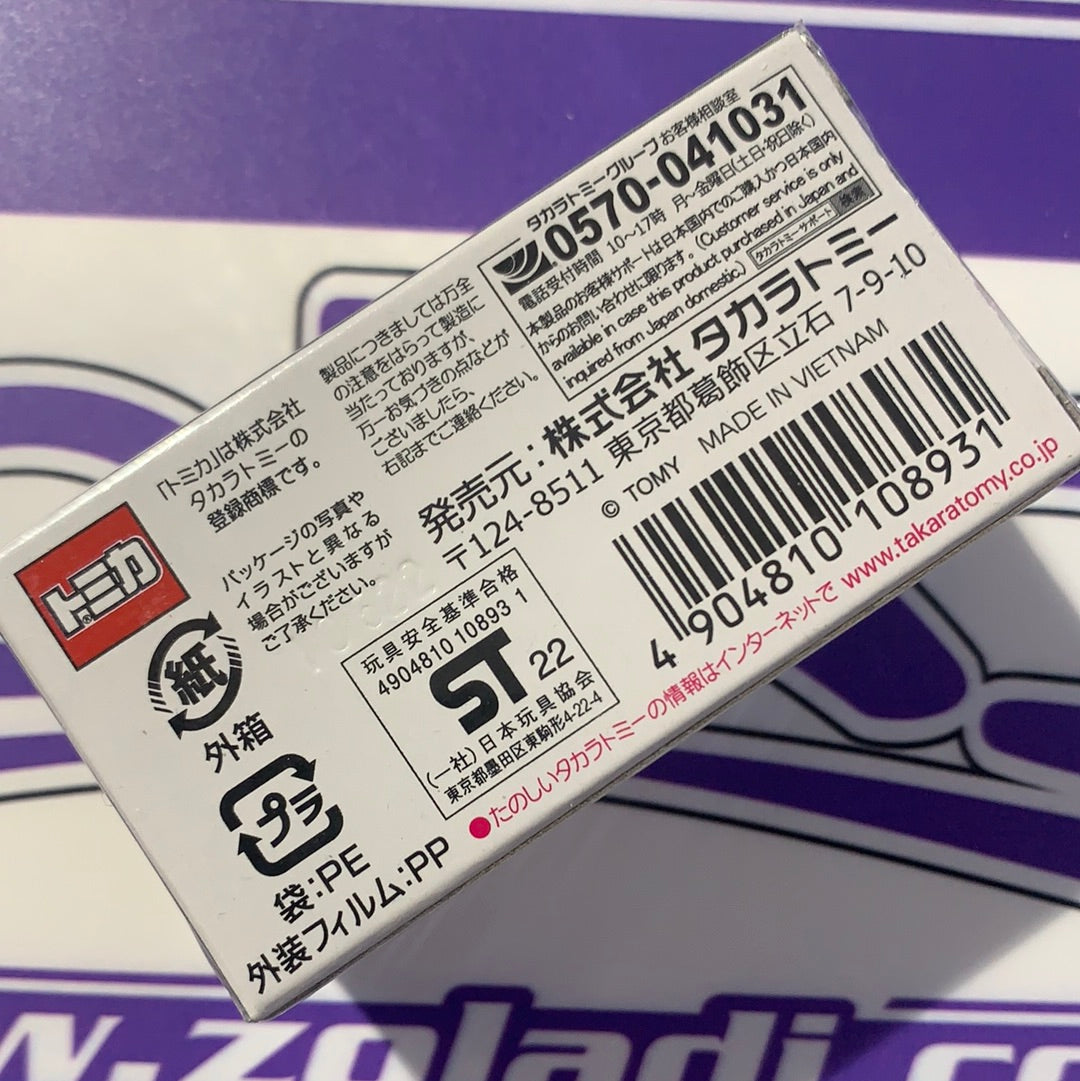 トミカ®
「トミカ」は株式会社
タカラトミーの
登録商標です。
パッケージの写真や
イラストと異なる
場合がございますが
ご了承ください。
製品につきましては万全
の注意をはらって製造に
当たっておりますが、
万一お気づきの点などが
ございましたら、
右記までご連絡ください。
タカラトミーグループお客様相談室
0570-041031
電話受付時間 10〜17時 月〜金曜日(土日・祝日除く)
本製品のお客様サポートは日本国内でのご購入かつ日本国内
からのお問い合わせに限ります。(Customer service is only
available in case this product purchased in Japan and
inquired from Japan domestic.)
タカラトミーサポート 検索
発売元:株式会社 タカラトミー
〒124-8511 東京都葛飾区立石 7-9-10
© TOMY MADE IN VIETNAM
4 904810 108931
紙
外箱
プラ
袋:PE
外装フィルム:PP
玩具安全基準合格
4904810 10893 1
ST 22
(一社)日本玩具協会
東京都墨田区東駒形4-22-4
●たのしいタカラトミーの情報はインターネットで www.takaratomy.co.jp
w.zoladi.co